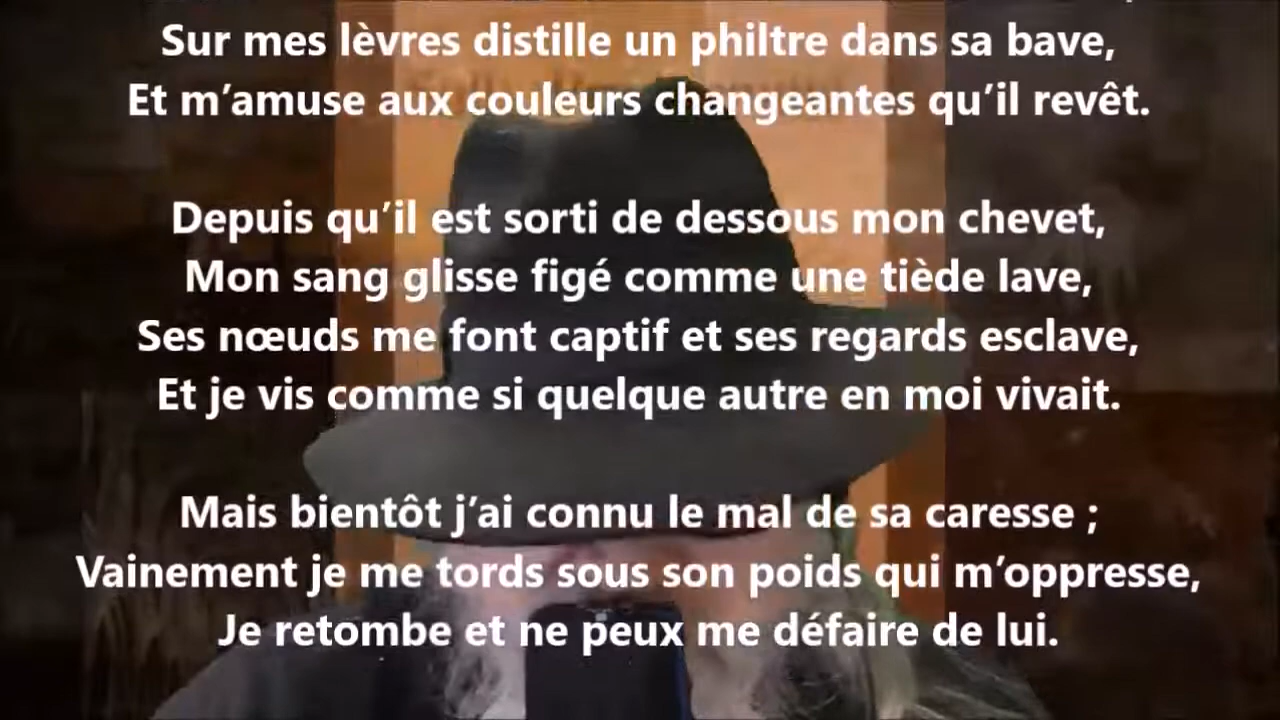 Sur mes lèvres distille un philtre dans sa bave,
Et m’amuse aux couleurs changeantes qu’il revêt.
Depuis qu’il est sorti de dessous mon chevet,
Mon sang glisse figé comme une tiède lave,
Ses nœuds me font captif et ses regards esclave,
Et je vis comme si quelque autre en moi vivait.
Mais bientôt j’ai connu le mal de sa caresse ;
Vainement je me tords sous son poids qui m’oppresse,
Je retombe et ne peux me défaire de lui.